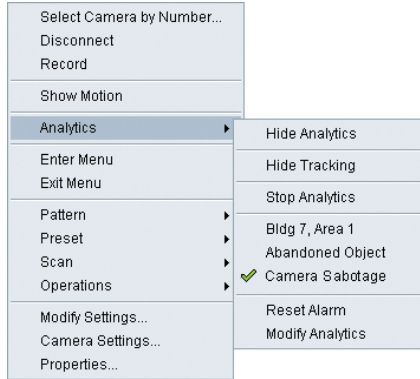 Select Camera by Number...
Disconnect
Record
Show Motion
Analytics
Enter Menu
Exit Menu
Pattern
Preset
Scan
Operations
Modify Settings...
Camera Settings...
Properties...
Hide Analytics
Hide Tracking
Stop Analytics
Bldg 7, Area 1
Abandoned Object
Camera Sabotage
Reset Alarm
Modify Analytics